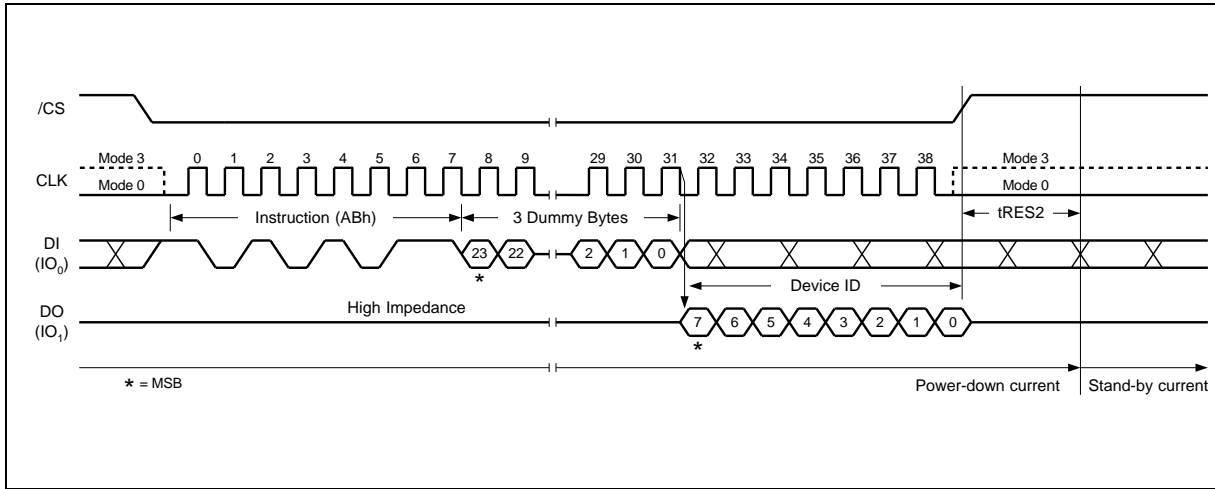 /CS
Mode 3 0 1 2 3 4 5 6 7 8 9 29 30 31 32 33 34 35 36 37 38 Mode 3
CLK
Mode 0 Mode 0
Instruction (ABh) 3 Dummy Bytes tRES2
DI
(IO0)
23 22 2 1 0
*
Device ID
High Impedance
DO
(IO1)
7 6 5 4 3 2 1 0
*
* = MSB
Power-down current Stand-by current